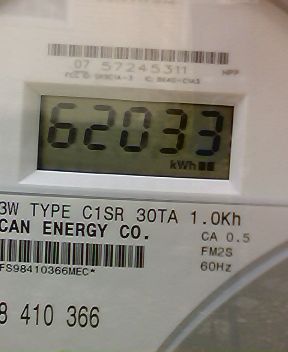 07 57245311
NPP
62033
kWh
3W TYPE C1SR 30TA 1.0Kh
CAN ENERGY CO.
CA 0.5
FM2S
60Hz
FS98410366MEC*
8 410 366